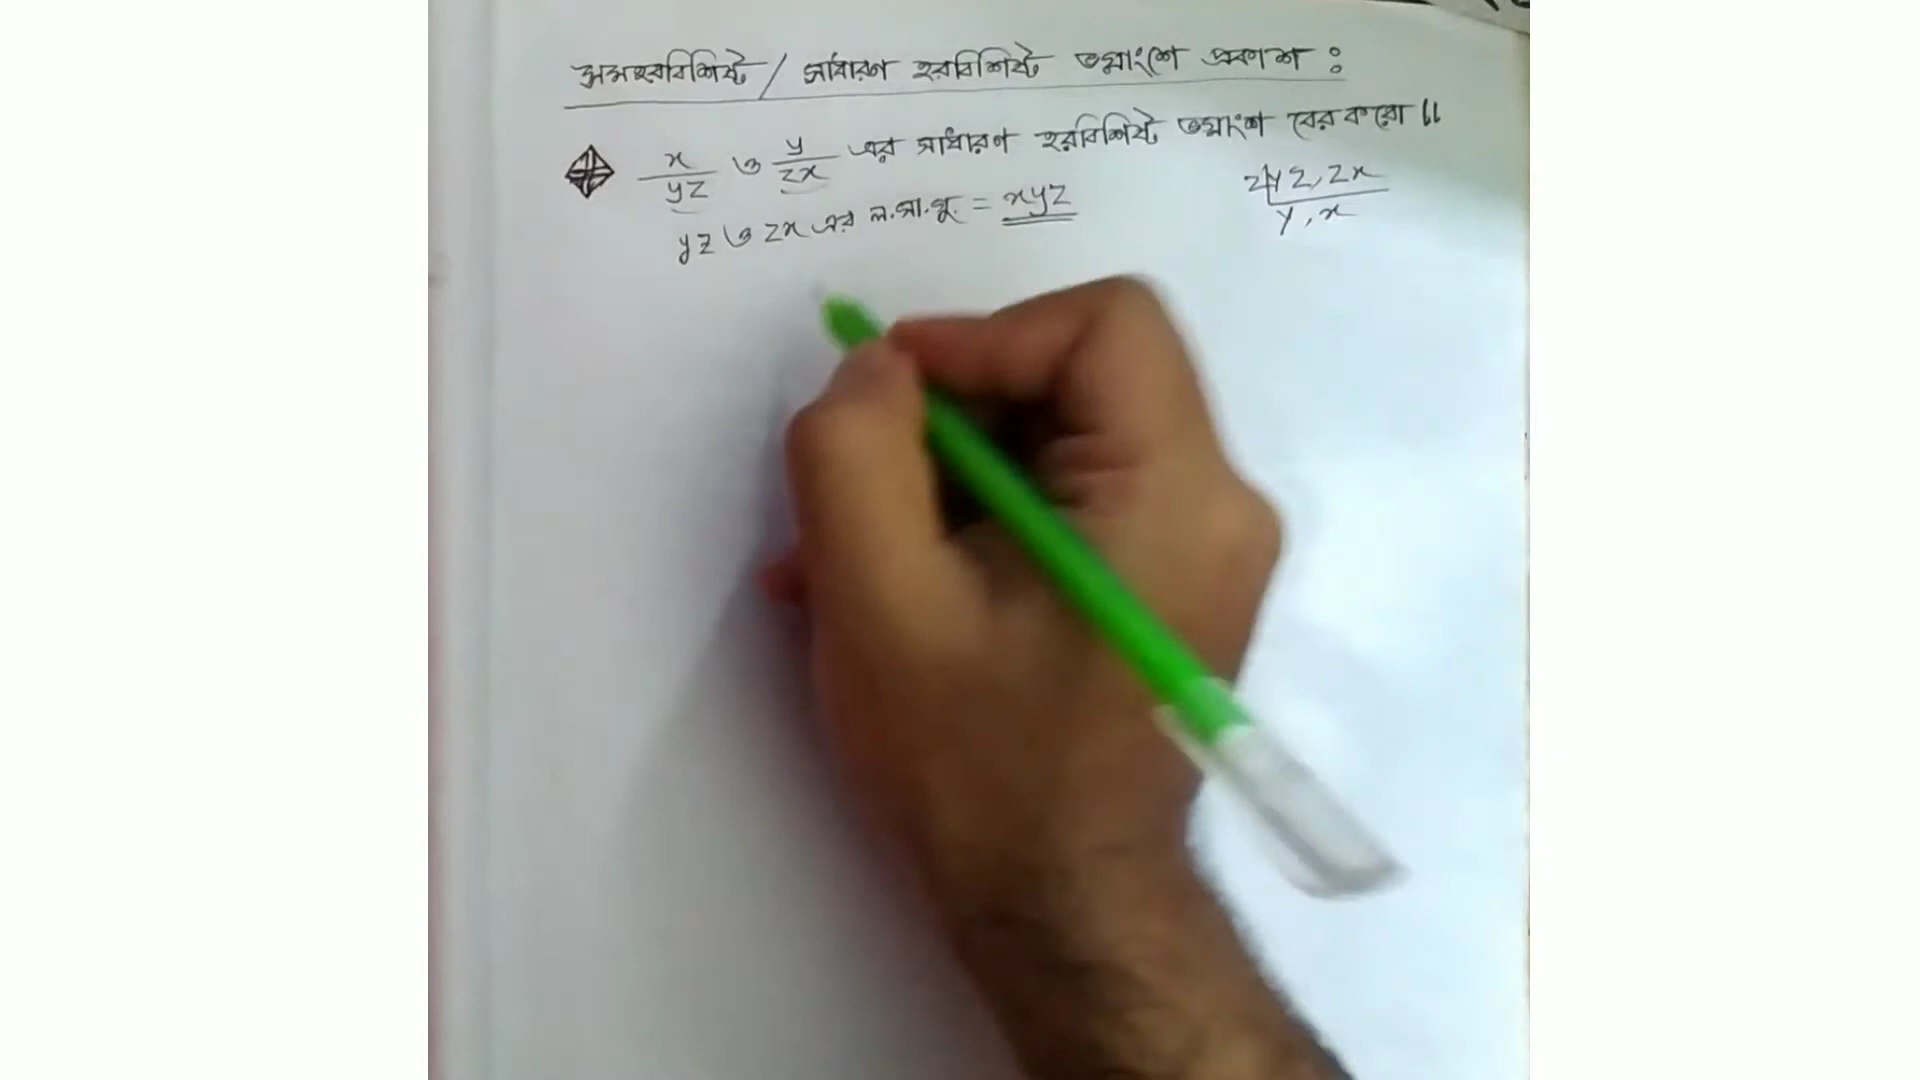 সমহরবিশিষ্ট / সাধারণ হরবিশিষ্ট ভগ্নাংশে প্রকাশ :
x/yz ও y/zx এর সাধারণ হরবিশিষ্ট ভগ্নাংশ বের করো ॥
yz ও zx এর ল.সা.গু. = xyz
z | yz, zx
y, x